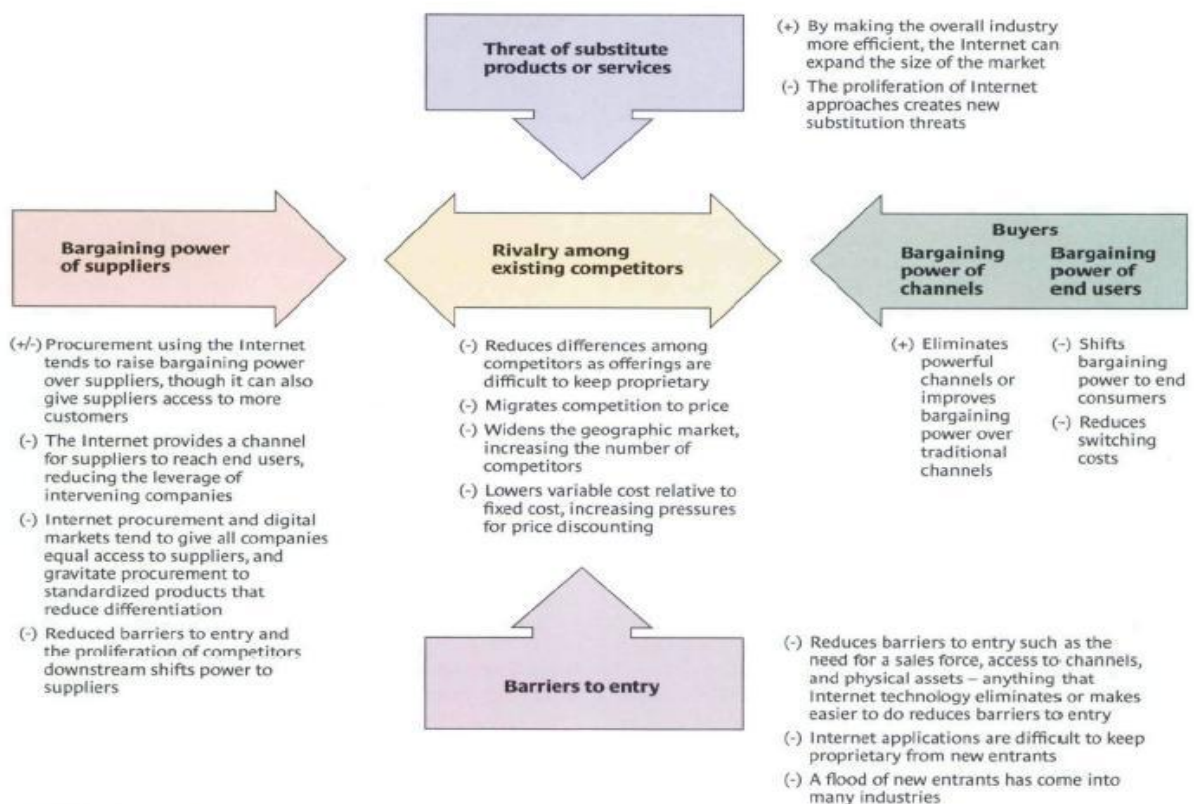 Threat of substitute
products or services
(+) By making the overall industry
more efficient, the Internet can
expand the size of the market
(-) The proliferation of Internet
approaches creates new
substitution threats
Bargaining power
of suppliers
Rivalry among
existing competitors
Buyers
Bargaining
power of
channels
Bargaining
power of
end users
(+/-) Procurement using the Internet
tends to raise bargaining power
over suppliers, though it can also
give suppliers access to more
customers
(-) The Internet provides a channel
for suppliers to reach end users,
reducing the leverage of
intervening companies
(-) Internet procurement and digital
markets tend to give all companies
equal access to suppliers, and
gravitate procurement to
standardized products that
reduce differentiation
(-) Reduced barriers to entry and
the proliferation of competitors
downstream shifts power to
suppliers
(-) Reduces differences among
competitors as offerings are
difficult to keep proprietary
(-) Migrates competition to price
(-) Widens the geographic market,
increasing the number of
competitors
(-) Lowers variable cost relative to
fixed cost, increasing pressures
for price discounting
(+) Eliminates
powerful
channels or
improves
bargaining
power over
traditional
channels
(-) Shifts
bargaining
power to end
consumers
(-) Reduces
switching
costs
Barriers to entry
(-) Reduces barriers to entry such as the
need for a sales force, access to channels,
and physical assets – anything that
Internet technology eliminates or makes
easier to do reduces barriers to entry
(-) Internet applications are difficult to keep
proprietary from new entrants
(-) A flood of new entrants has come into
many industries